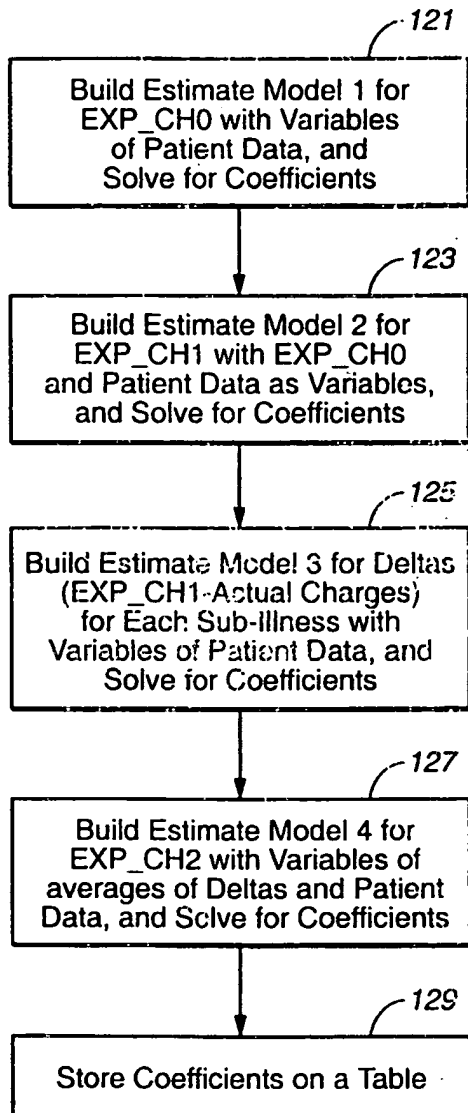 121
Build Estimate Model 1 for
EXP_CH0 with Variables
of Patient Data, and
Solve for Coefficients
123
Build Estimate Model 2 for
EXP_CH1 with EXP_CH0
and Patient Data as Variables,
and Solve for Coefficients
125
Build Estimate Model 3 for Deltas
(EXP_CH1-Actual Charges)
for Each Sub-Illness with
Variables of Patient Data, and
Solve for Coefficients
127
Build Estimate Model 4 for
EXP_CH2 with Variables of
averages of Deltas and Patient
Data, and Solve for Coefficients
129
Store Coefficients on a Table